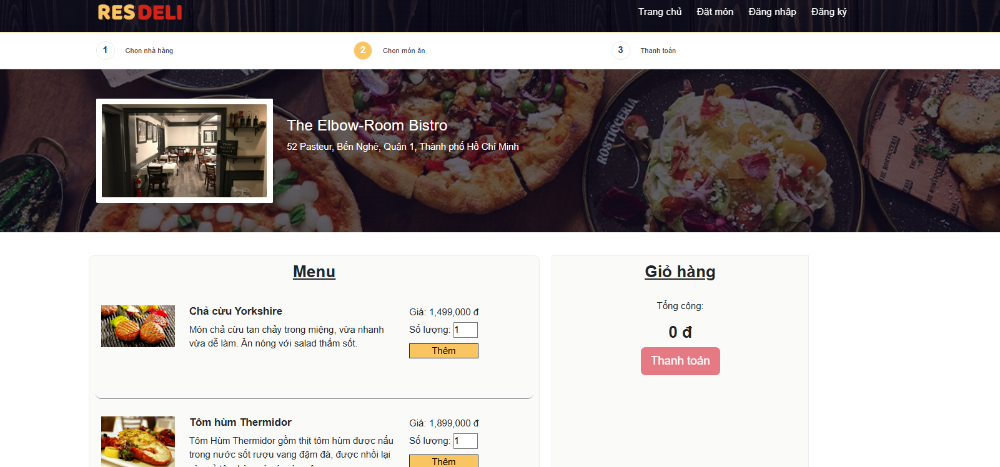 RESDELI
Trang chủ Đặt món Đăng nhập Đăng ký
1 Chọn nhà hàng 2 Chọn món ăn 3 Thanh toán
The Elbow-Room Bistro
52 Pasteur, Bến Nghé, Quận 1, Thành phố Hồ Chí Minh
THE ROSTICCERIA
Menu
Chả cừu Yorkshire
Món chả cừu tan chảy trong miệng, vừa nhanh
vừa dễ làm. Ăn nóng với salad thấm sốt.
Giá: 1,499,000 đ
Số lượng: 1
Thêm
Tôm hùm Thermidor
Tôm Hùm Thermidor gồm thịt tôm hùm được nấu
trong nước sốt rượu vang đậm đà, được nhồi lại
Giá: 1,899,000 đ
Số lượng: 1
Thêm
Giỏ hàng
Tổng cộng:
0 đ
Thanh toán